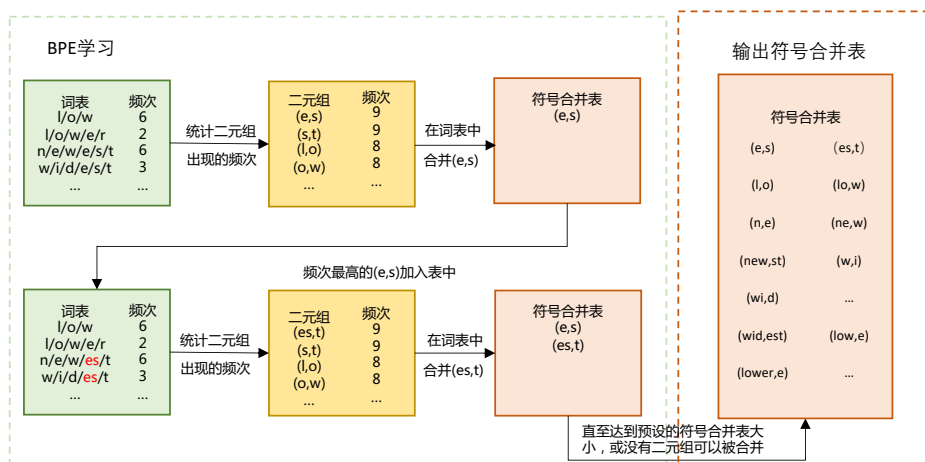 BPE学习
词表 频次
l/o/w 6
l/o/w/e/r 2
n/e/w/e/s/t 6
w/i/d/e/s/t 3
... ...
统计二元组
出现的频次
二元组 频次
(e,s) 9
(s,t) 9
(l,o) 8
(o,w) 8
... ...
在词表中
合并(e,s)
符号合并表
(e,s)
频次最高的(e,s)加入表中
词表 频次
l/o/w 6
l/o/w/e/r 2
n/e/w/es/t 6
w/i/d/es/t 3
... ...
统计二元组
出现的频次
二元组 频次
(es,t) 9
(s,t) 9
(l,o) 8
(o,w) 8
... ...
在词表中
合并(es,t)
符号合并表
(e,s)
(es,t)
直至达到预设的符号合并表大
小，或没有二元组可以被合并
输出符号合并表
符号合并表
(e,s) (es,t)
(l,o) (lo,w)
(n,e) (ne,w)
(new,st) (w,i)
(wi,d) ...
(wid,est) (low,e)
(lower,e) ...